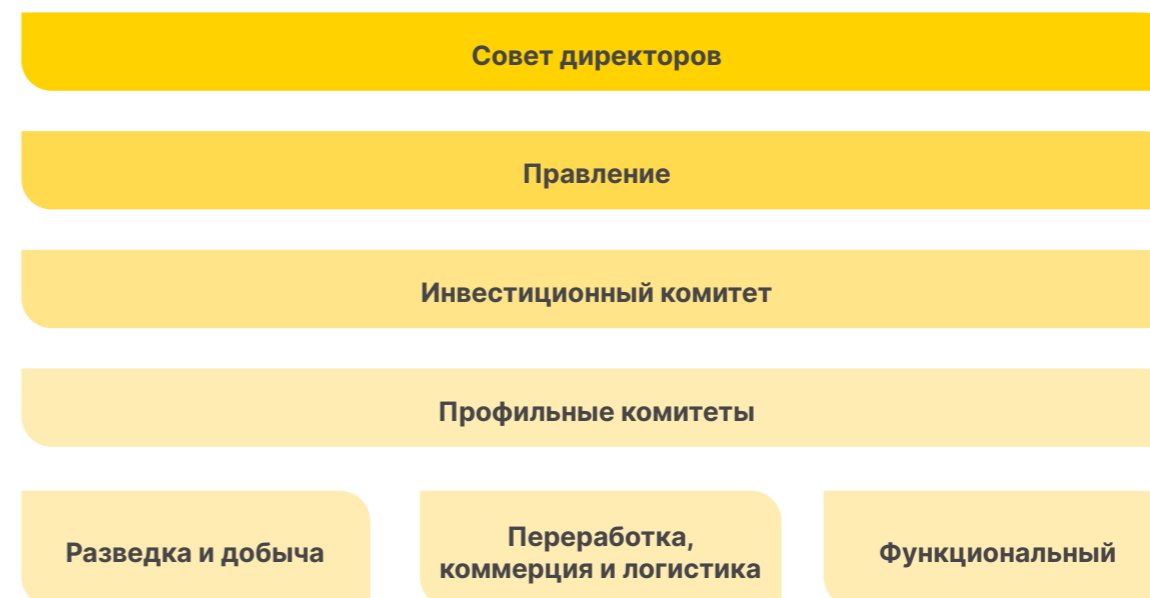 Совет директоров
Правление
Инвестиционный комитет
Профильные комитеты
Разведка и добыча
Переработка,
коммерция и логистика
Функциональный